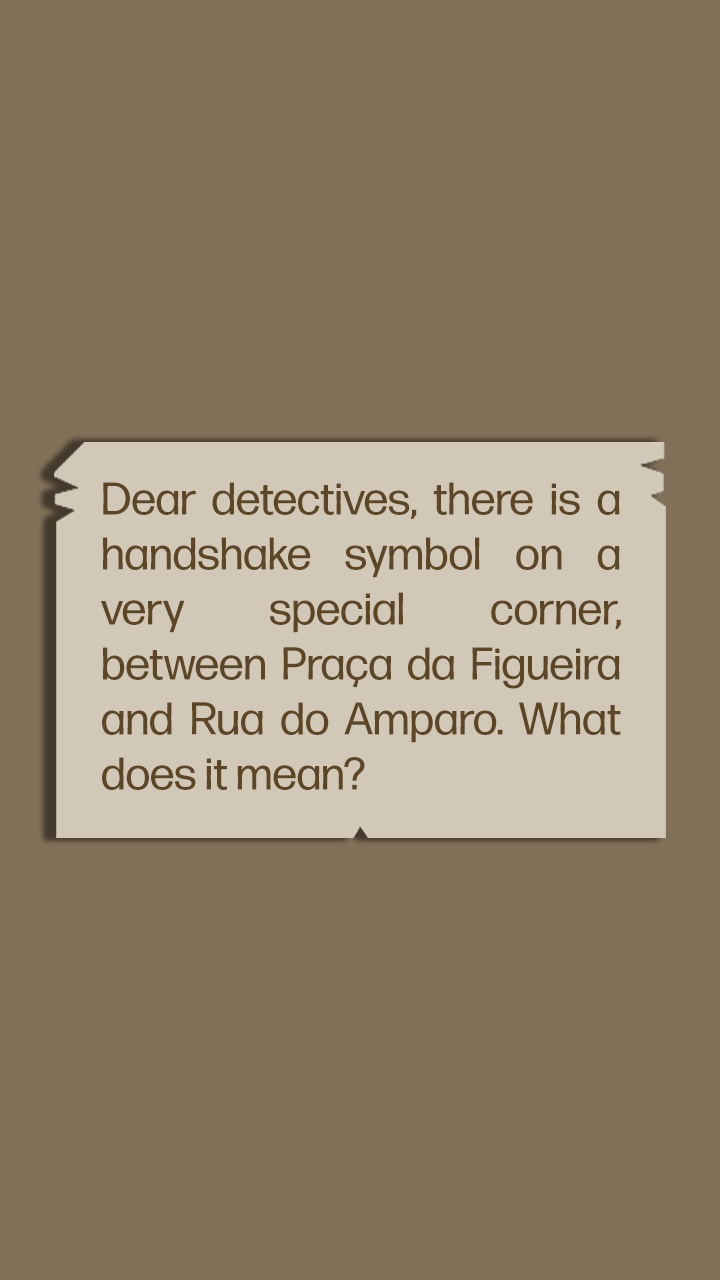 Dear detectives, there is a
handshake symbol on a
very special corner,
between Praça da Figueira
and Rua do Amparo. What
does it mean?